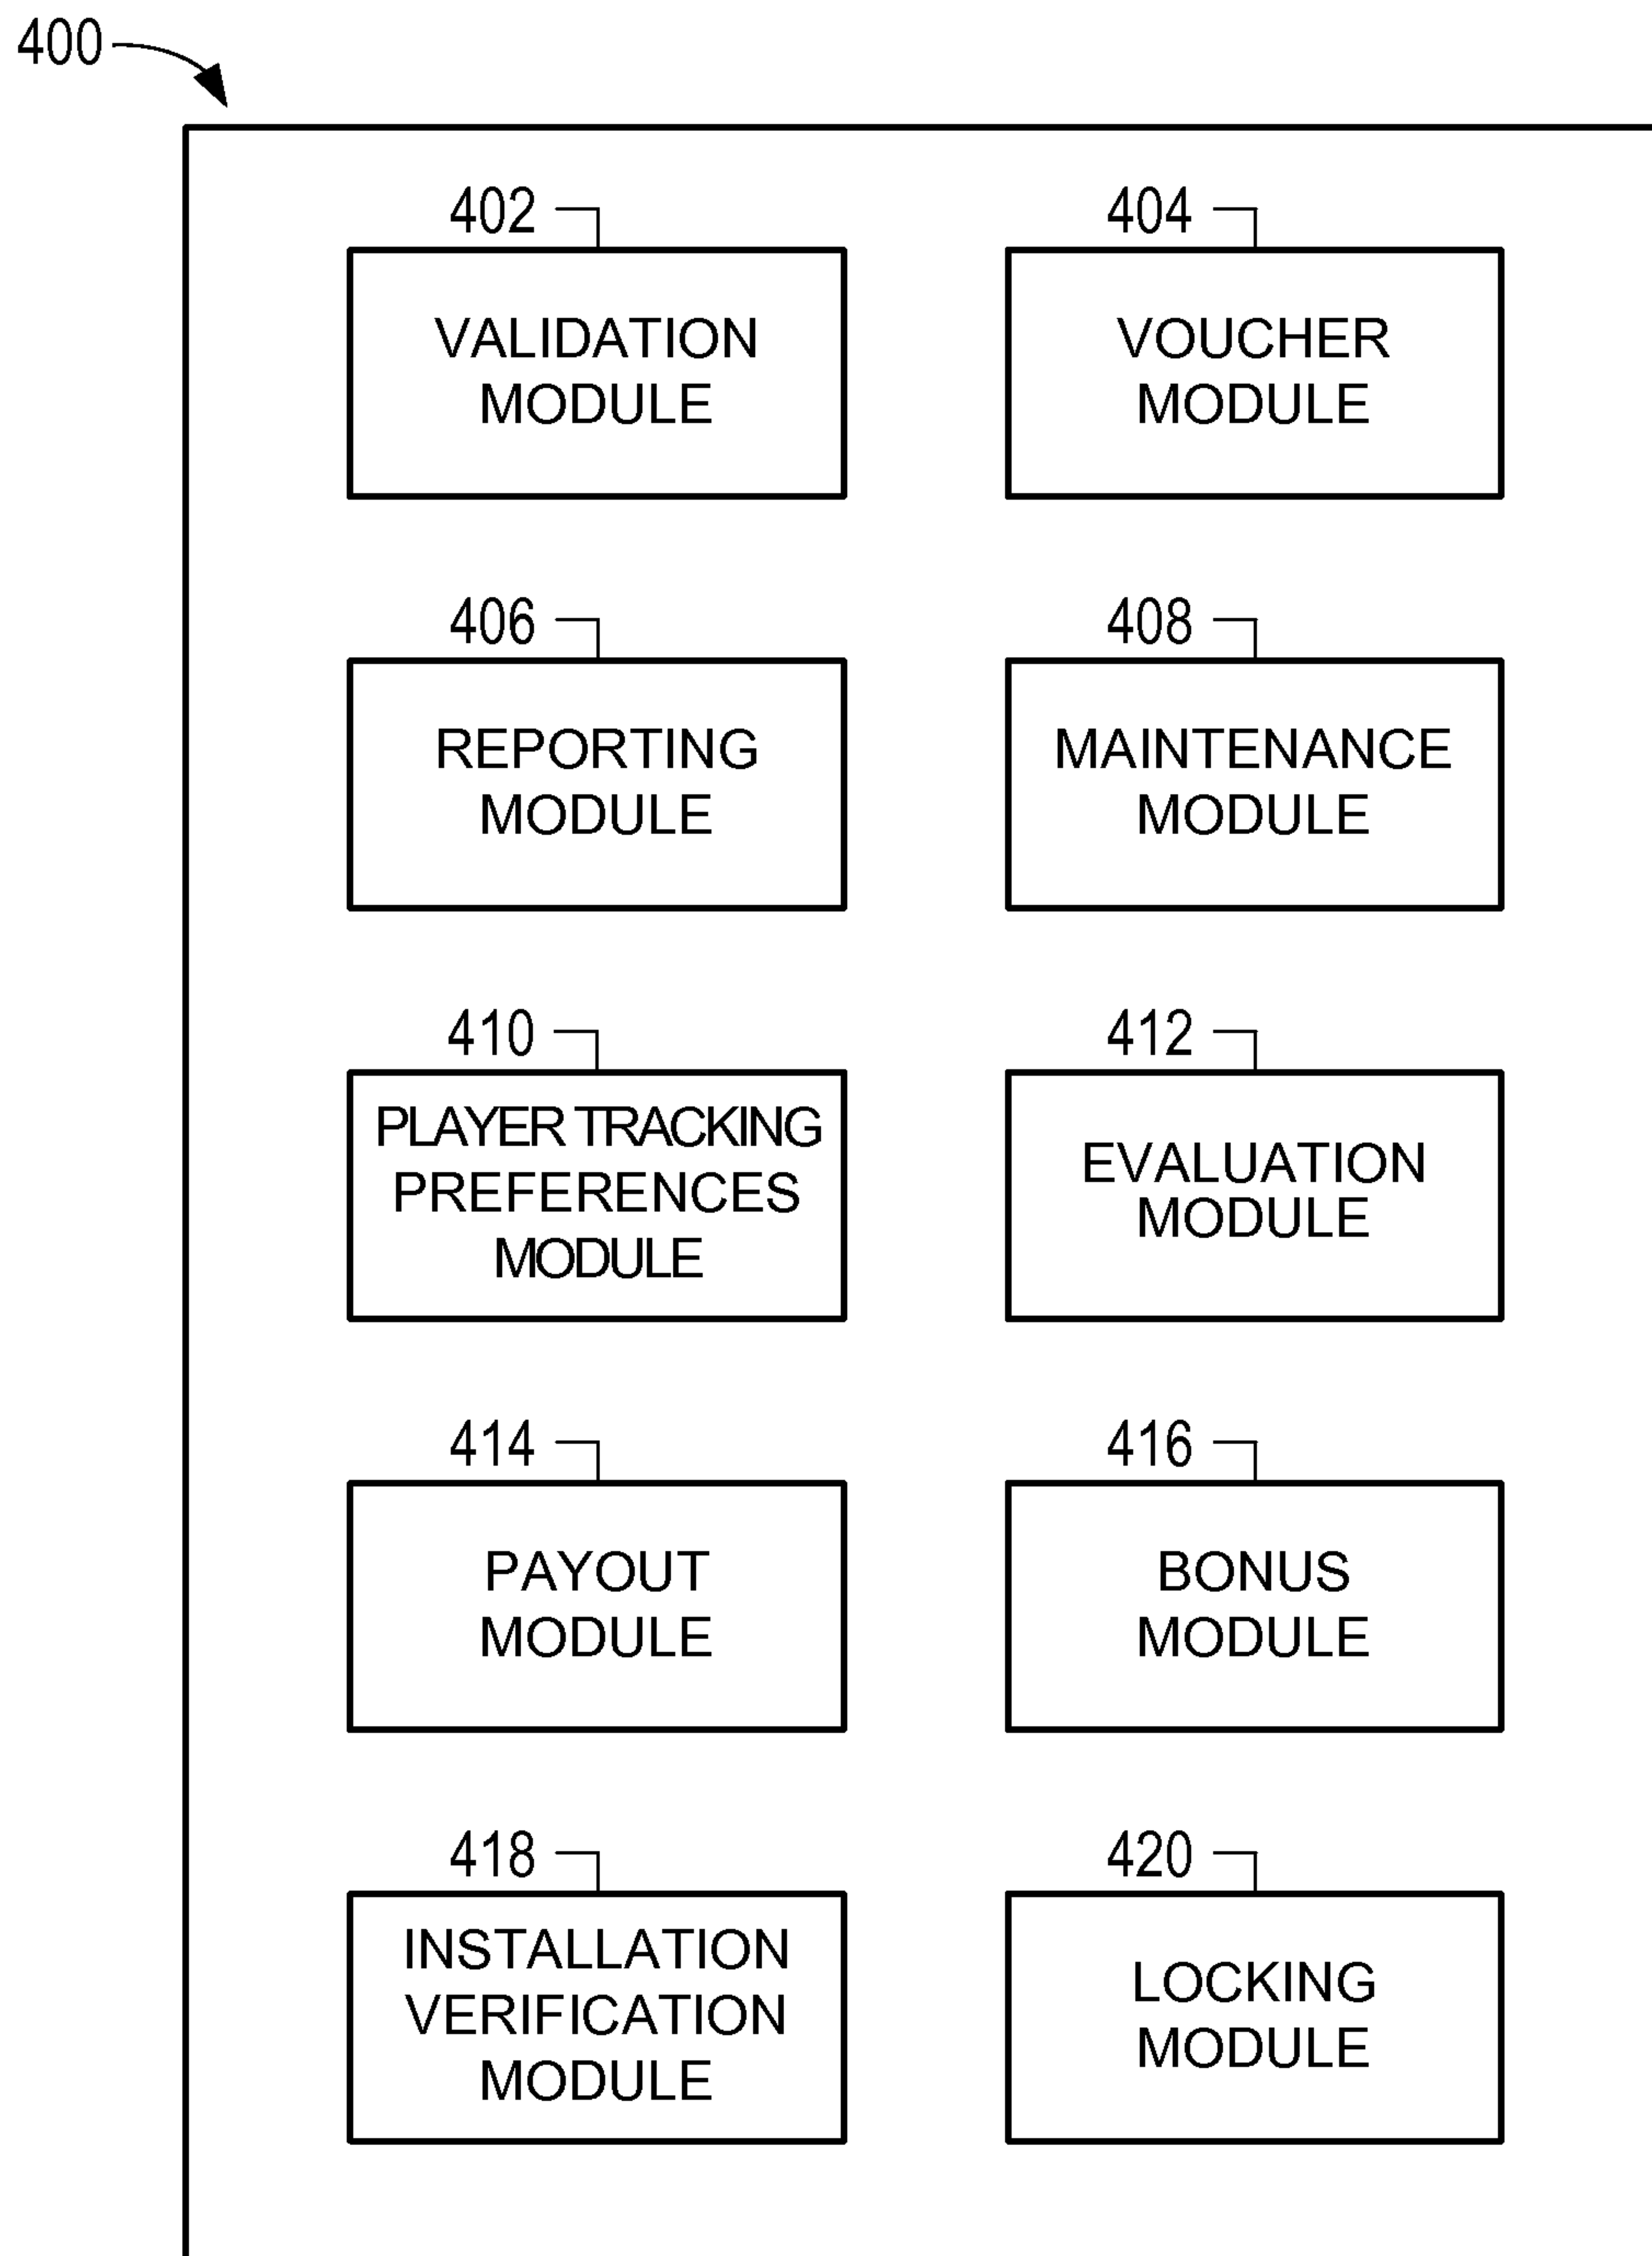 400
402
VALIDATION
MODULE
404
VOUCHER
MODULE
406
REPORTING
MODULE
408
MAINTENANCE
MODULE
410
PLAYER TRACKING
PREFERENCES
MODULE
412
EVALUATION
MODULE
414
PAYOUT
MODULE
416
BONUS
MODULE
418
INSTALLATION
VERIFICATION
MODULE
420
LOCKING
MODULE